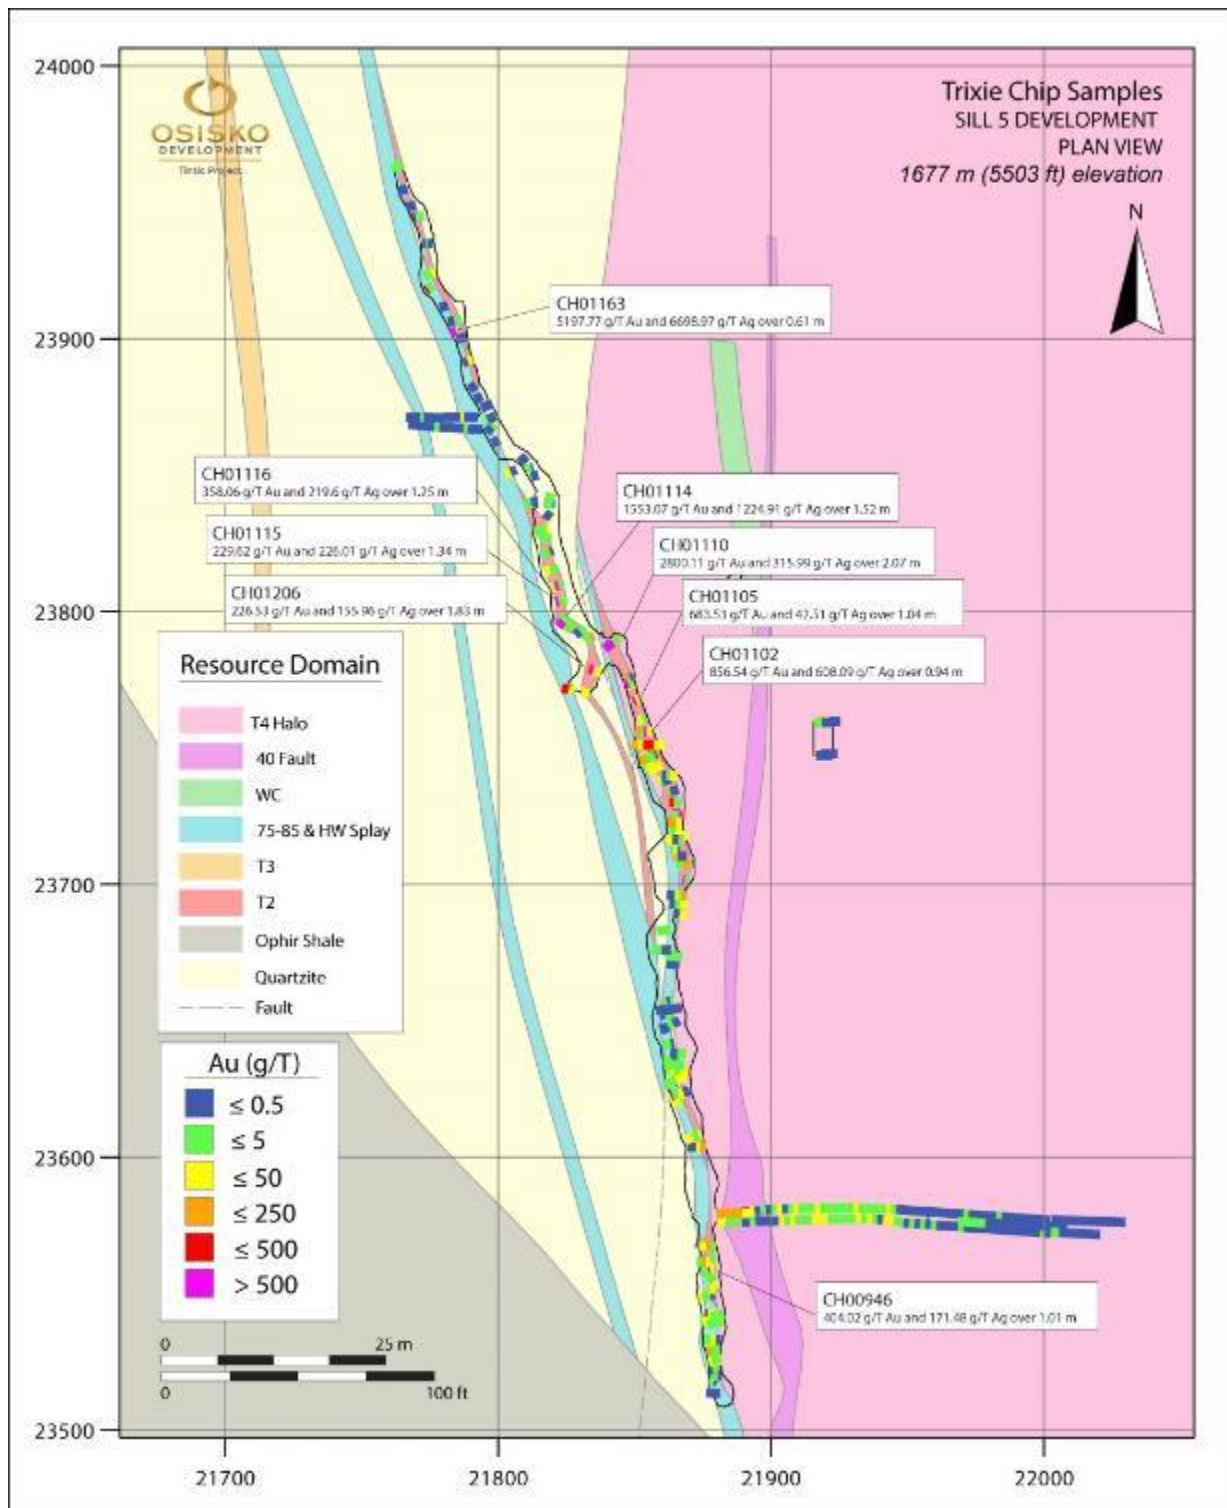 24000
23900
23800
23700
23600
23500
21700
21800
21900
22000
OSISKO
DEVELOPMENT
Tintic Project
Trixie Chip Samples
SILL 5 DEVELOPMENT
PLAN VIEW
1677 m (5503 ft) elevation
N
CH01163
5197.77 g/T Au and 6698.97 g/T Ag over 0.61 m
CH01116
358.06 g/T Au and 219.6 g/T Ag over 1.25 m
CH01115
229.62 g/T Au and 226.01 g/T Ag over 1.34 m
CH01206
226.53 g/T Au and 155.96 g/T Ag over 1.83 m
CH01114
1553.07 g/T Au and 1224.91 g/T Ag over 1.52 m
CH01110
2800.11 g/T Au and 315.99 g/T Ag over 2.07 m
CH01105
683.53 g/T Au and 42.51 g/T Ag over 1.04 m
CH01102
856.54 g/T Au and 608.09 g/T Ag over 0.94 m
CH00946
404.02 g/T Au and 171.48 g/T Ag over 1.01 m
Resource Domain
T4 Halo
40 Fault
WC
75-85 & HW Splay
T3
T2
Ophir Shale
Quartzite
Fault
Au (g/T)
≤ 0.5
≤ 5
≤ 50
≤ 250
≤ 500
> 500
0 25 m
0 100 ft